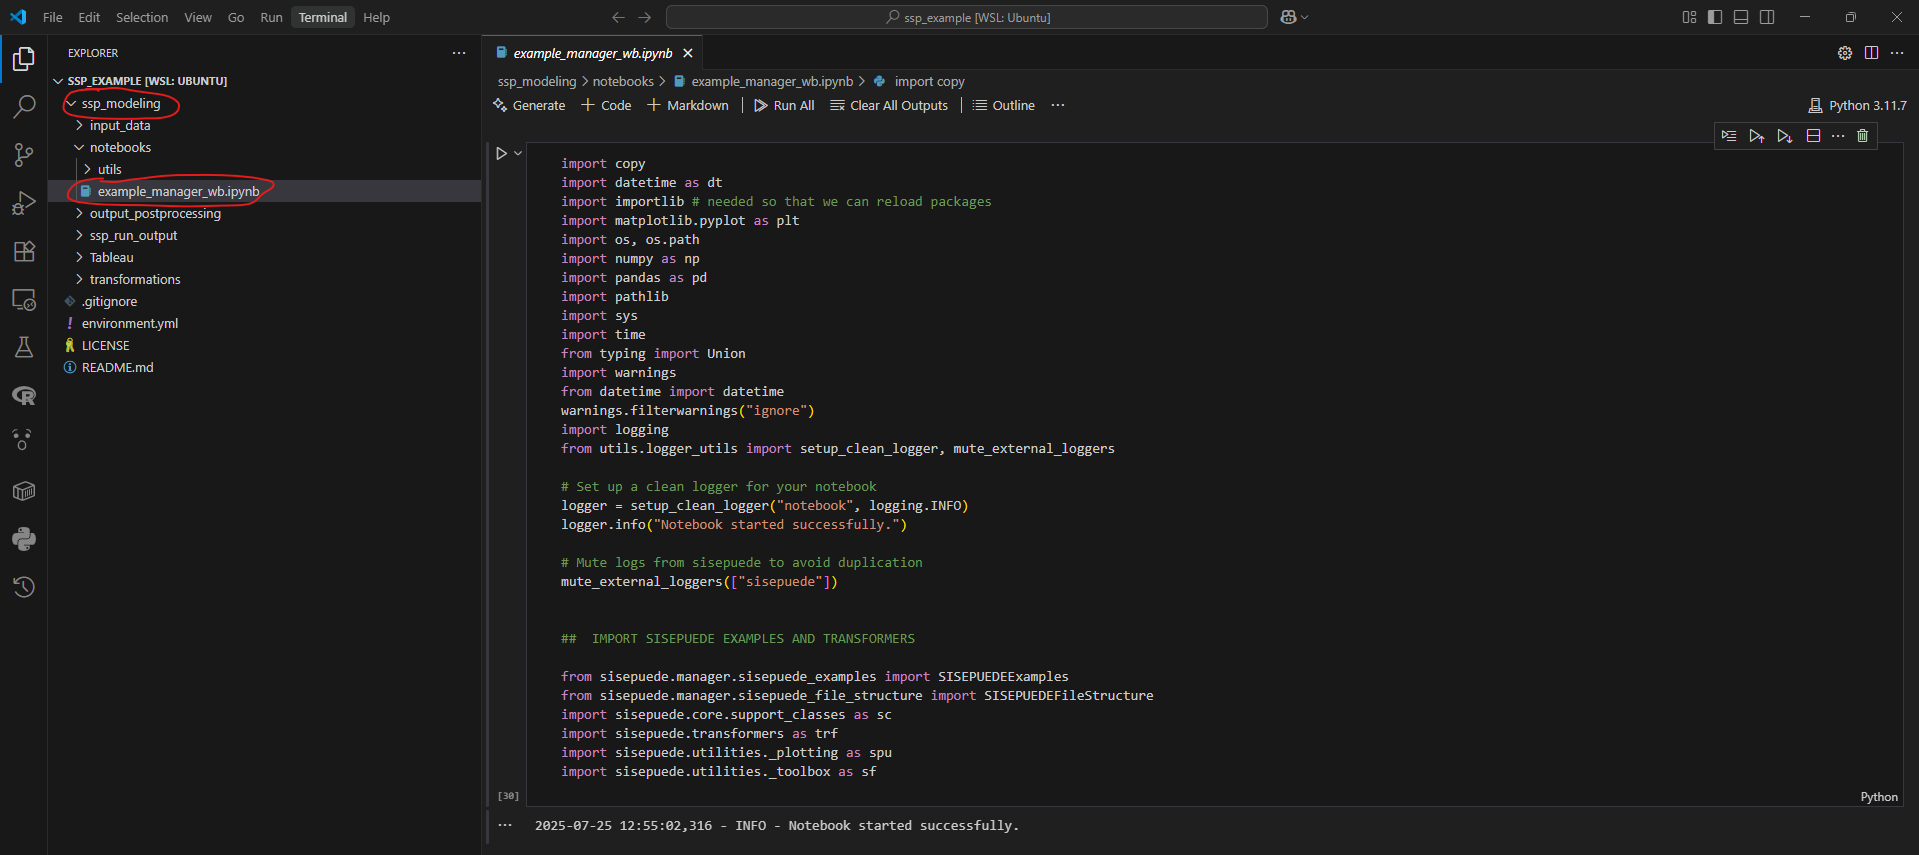 File Edit Selection View Go Run Terminal Help
ssp_example [WSL: Ubuntu]
EXPLORER
SSP_EXAMPLE [WSL: UBUNTU]
ssp_modeling
input_data
notebooks
utils
example_manager_wb.ipynb
output_postprocessing
ssp_run_output
Tableau
transformations
.gitignore
! environment.yml
LICENSE
README.md
example_manager_wb.ipynb
ssp_modeling > notebooks > example_manager_wb.ipynb > import copy
Generate + Code + Markdown | Run All Clear All Outputs | Outline ...
Python 3.11.7
import copy
import datetime as dt
import importlib # needed so that we can reload packages
import matplotlib.pyplot as plt
import os, os.path
import numpy as np
import pandas as pd
import pathlib
import sys
import time
from typing import Union
import warnings
from datetime import datetime
warnings.filterwarnings("ignore")
import logging
from utils.logger_utils import setup_clean_logger, mute_external_loggers
# Set up a clean logger for your notebook
logger = setup_clean_logger("notebook", logging.INFO)
logger.info("Notebook started successfully.")
# Mute logs from sisepuede to avoid duplication
mute_external_loggers(["sisepuede"])
## IMPORT SISEPUEDE EXAMPLES AND TRANSFORMERS
from sisepuede.manager.sisepuede_examples import SISEPUEDEExamples
from sisepuede.manager.sisepuede_file_structure import SISEPUEDEFileStructure
import sisepuede.core.support_classes as sc
import sisepuede.transformers as trf
import sisepuede.utilities._plotting as spu
import sisepuede.utilities._toolbox as sf
[30]
Python
... 2025-07-25 12:55:02,316 - INFO - Notebook started successfully.